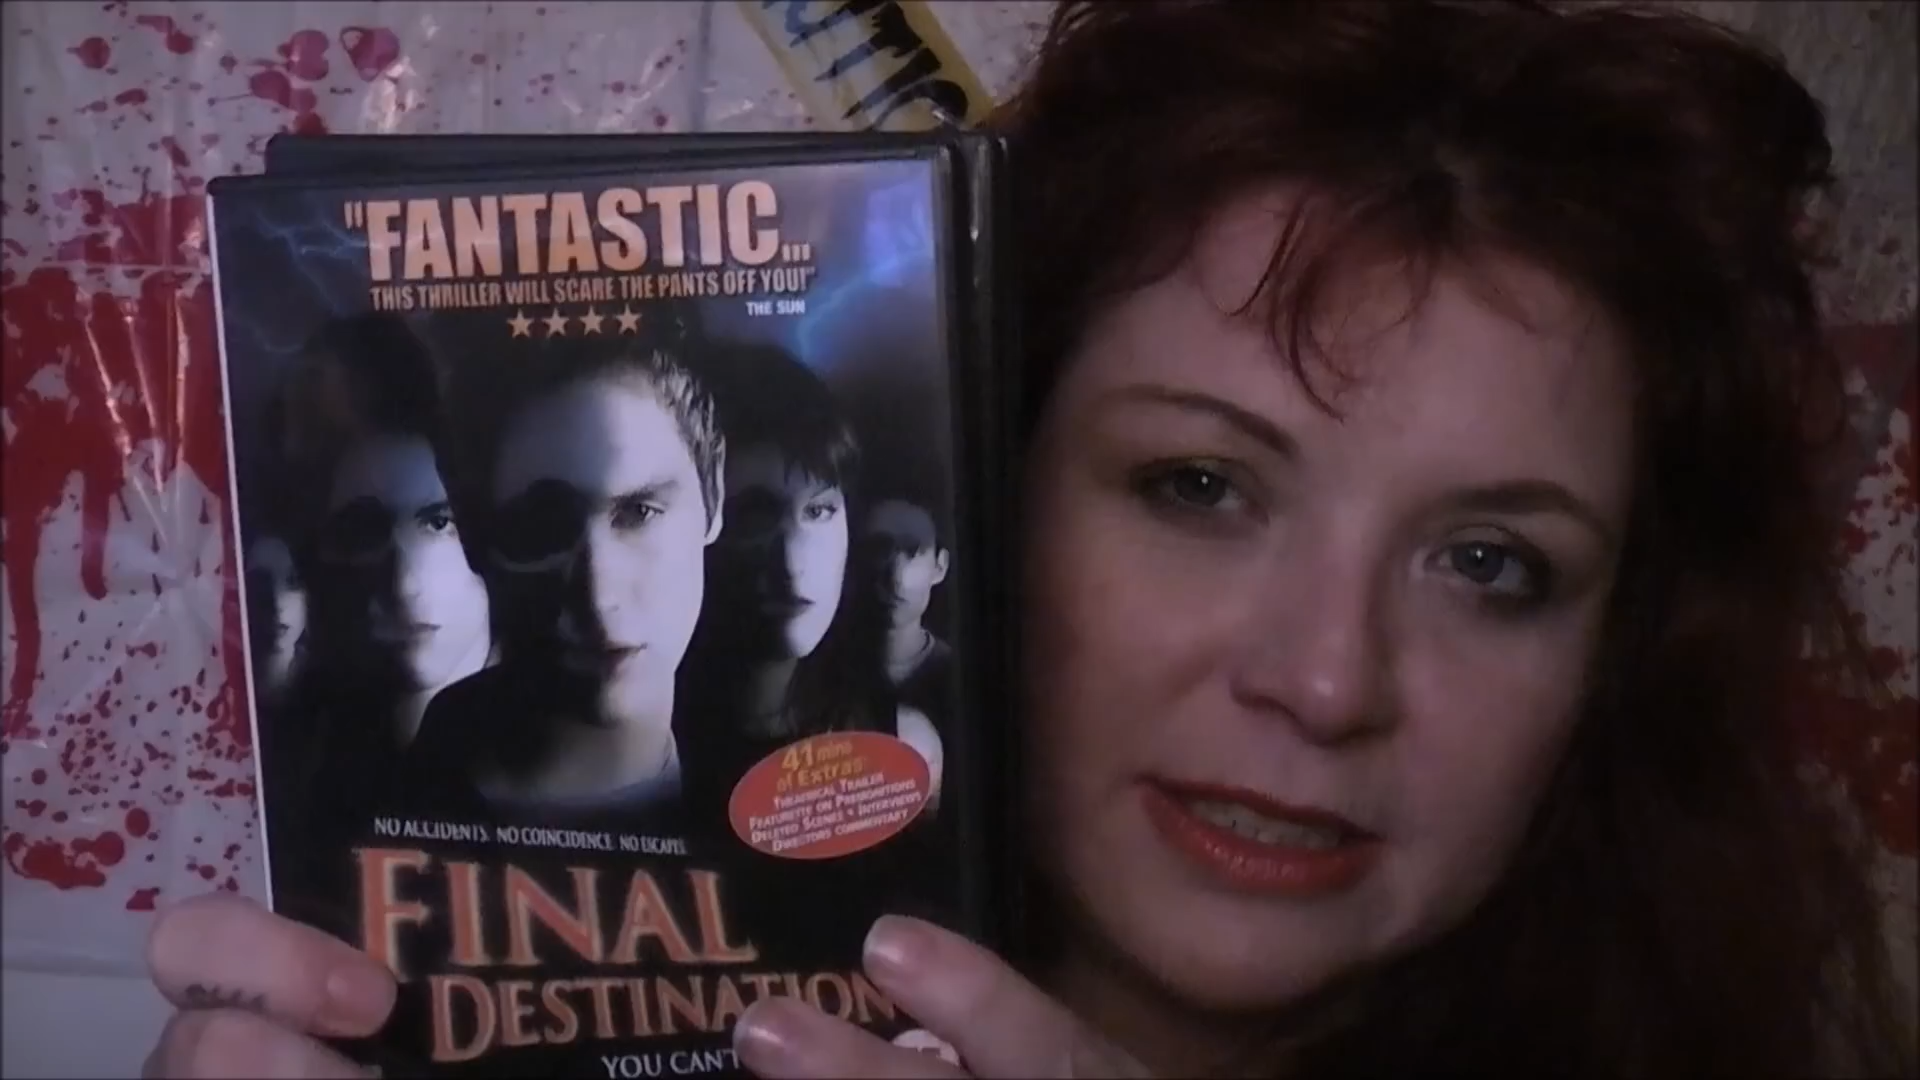 "FANTASTIC...
THIS THRILLER WILL SCARE THE PANTS OFF YOU!"
THE SUN
41 mins
of Extras
THEATRICAL TRAILER
FEATURETTE ON PREMONITIONS
DELETED SCENES • INTERVIEWS
DIRECTORS COMMENTARY
NO ACCIDENTS. NO COINCIDENCE. NO ESCAPE.
FINAL
DESTINATION
YOU CAN'T